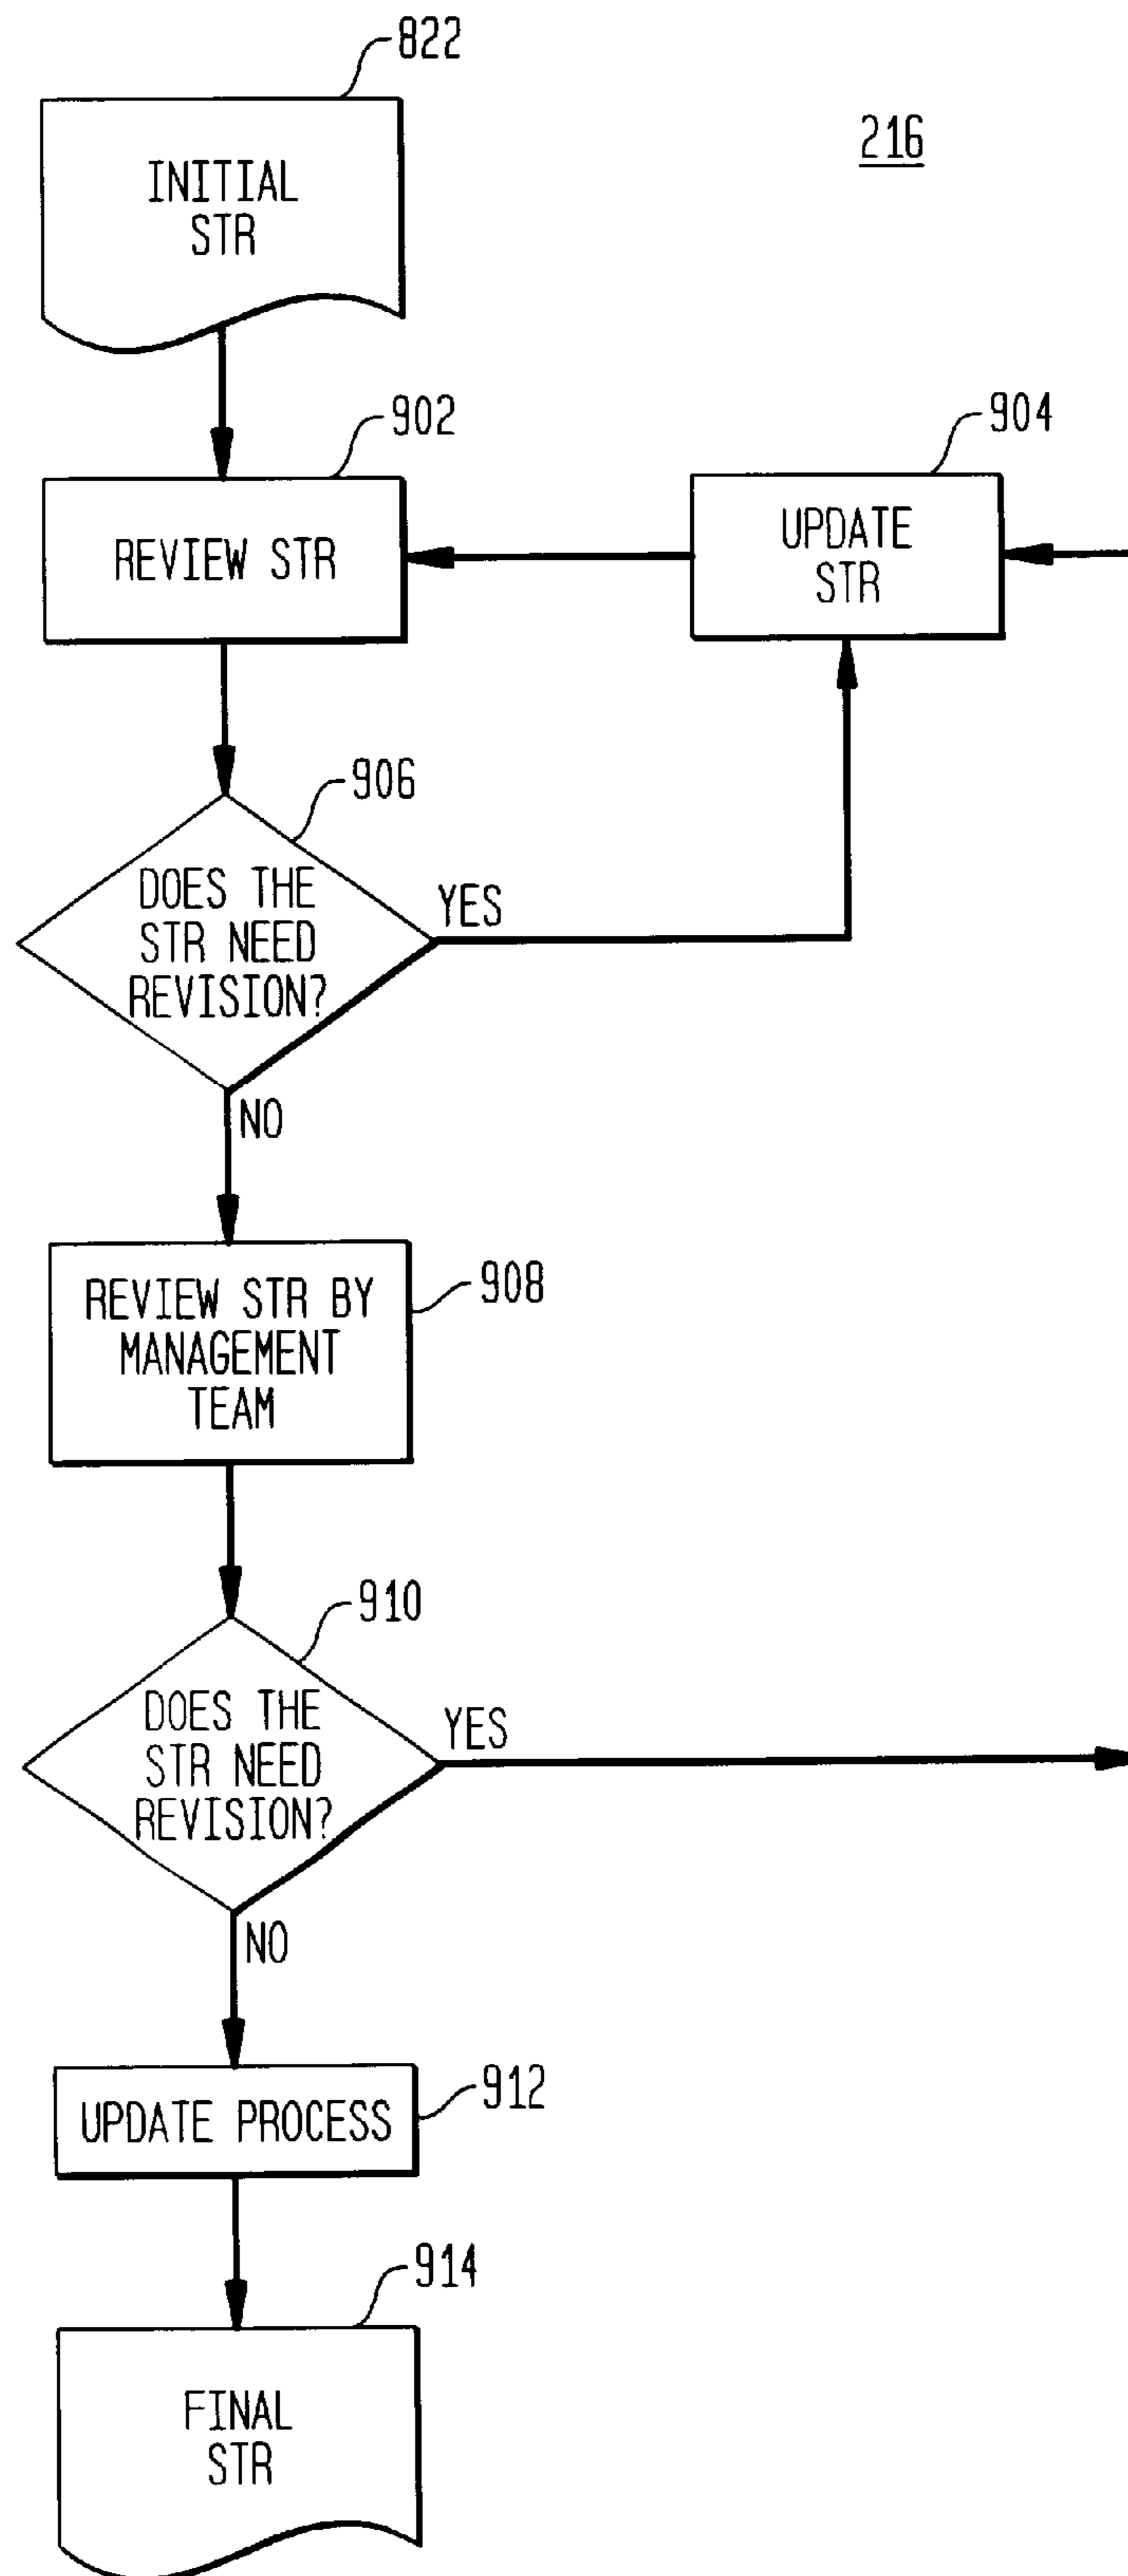 822
216
INITIAL
STR
902
904
REVIEW STR
UPDATE
STR
906
DOES THE
STR NEED
REVISION?
YES
NO
REVIEW STR BY
MANAGEMENT
TEAM
908
910
DOES THE
STR NEED
REVISION?
YES
NO
UPDATE PROCESS
912
914
FINAL
STR